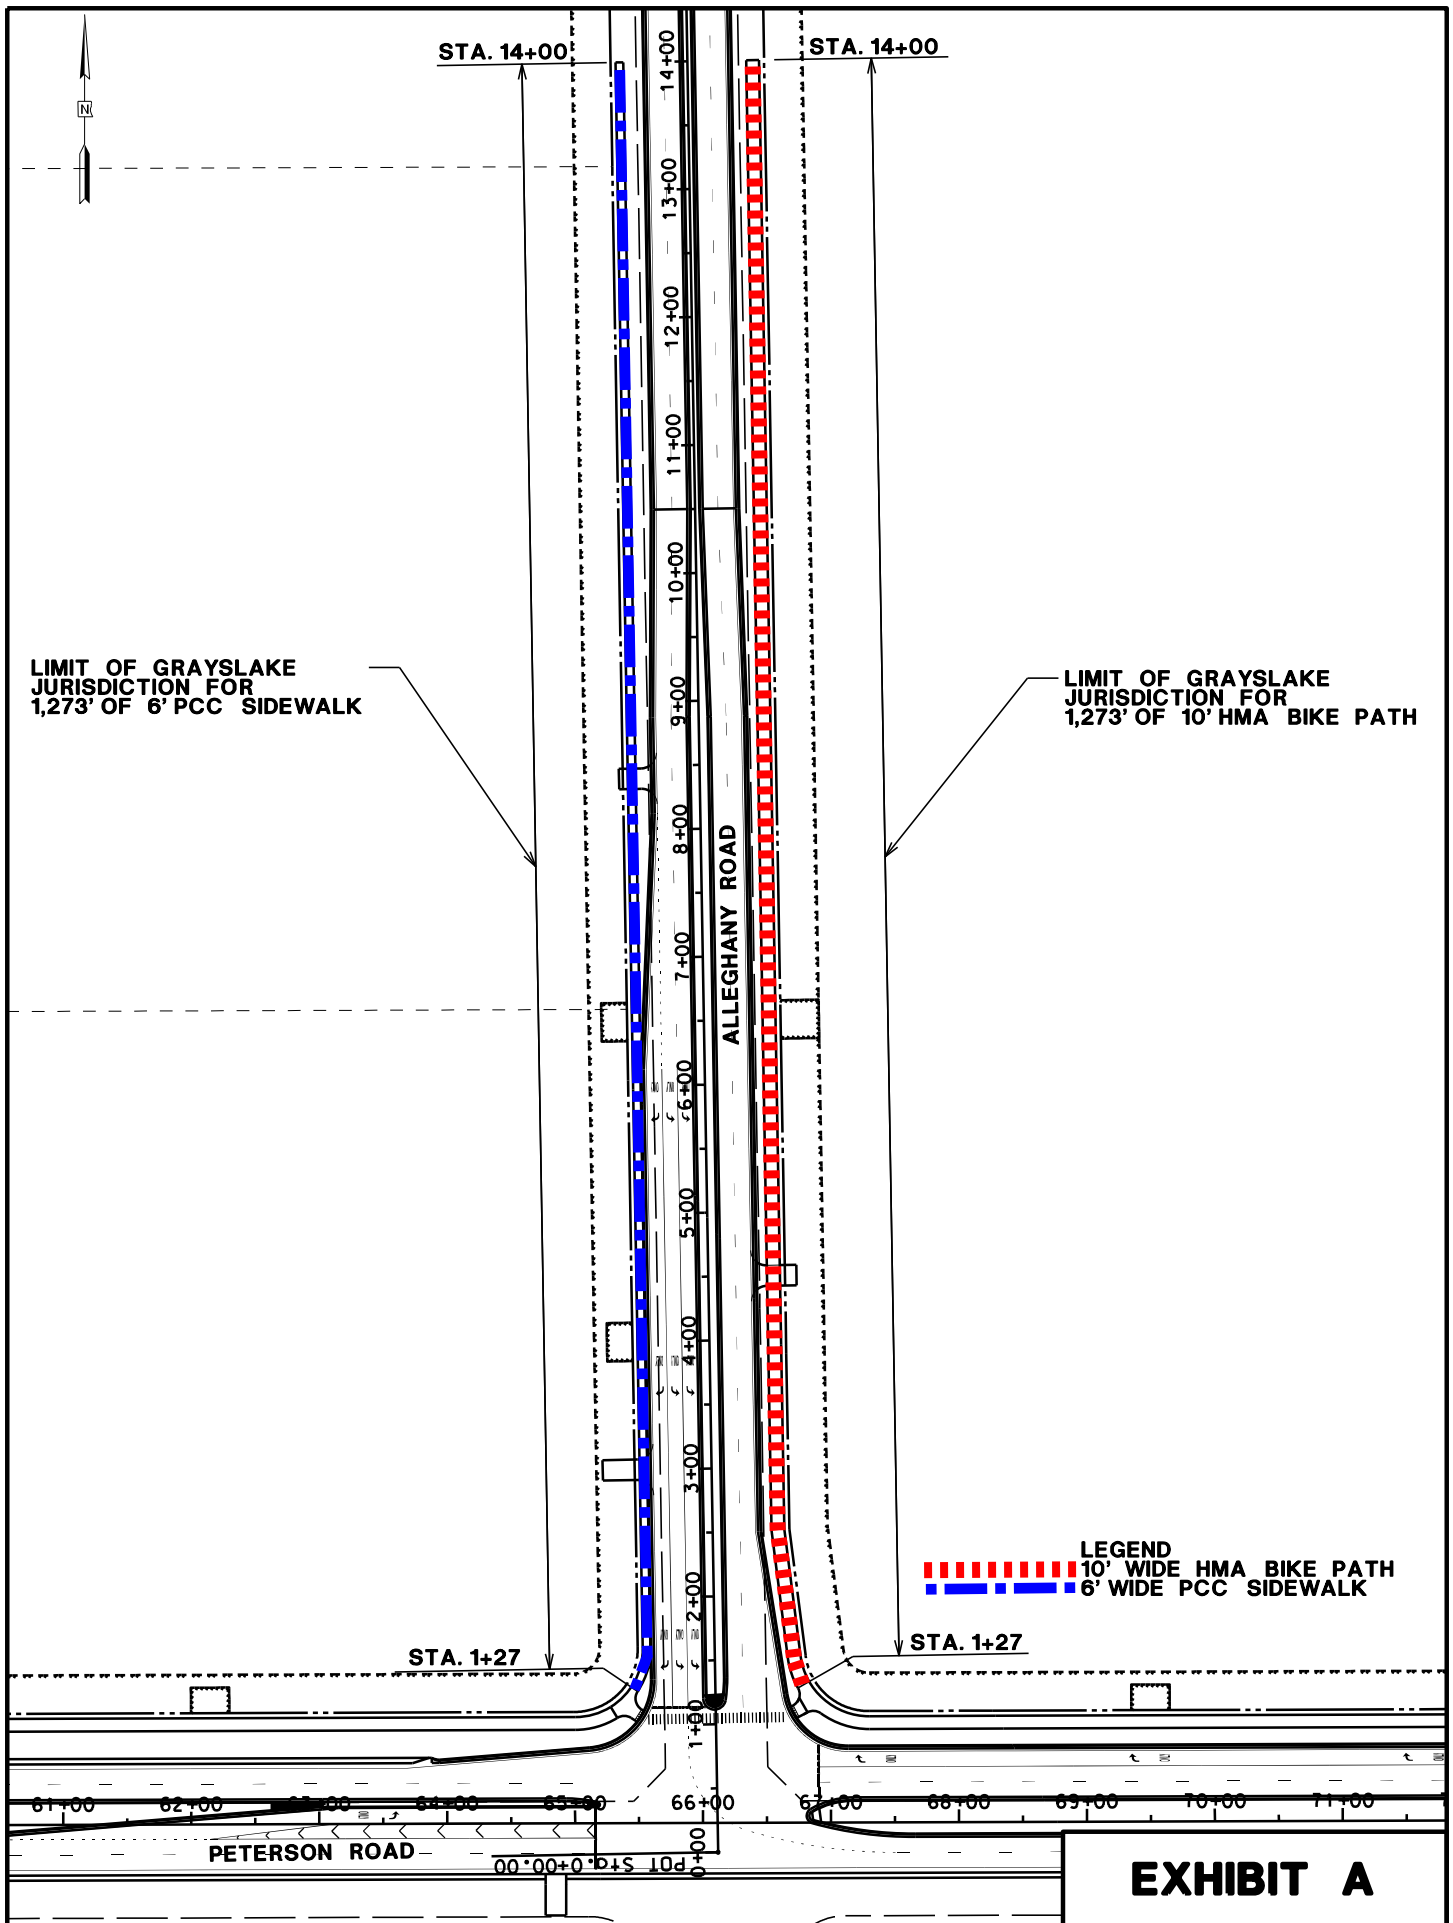 STA. 14+00
STA. 14+00
N
14+00
13+00
12+00
11+00
10+00
LIMIT OF GRAYSLAKE
JURISDICTION FOR
1,273' OF 6' PCC SIDEWALK
LIMIT OF GRAYSLAKE
JURISDICTION FOR
1,273' OF 10' HMA BIKE PATH
9+00
8+00
ALLEGHANY ROAD
7+00
6+00
5+00
4+00
3+00
LEGEND
10' WIDE HMA BIKE PATH
6' WIDE PCC SIDEWALK
2+00
STA. 1+27
STA. 1+27
1+00
61+00 62+00 63+00 64+00 65+00 66+00 67+00 68+00 69+00 70+00 71+00
PETERSON ROAD
POT Sta. 0+00.00
0+00
EXHIBIT A